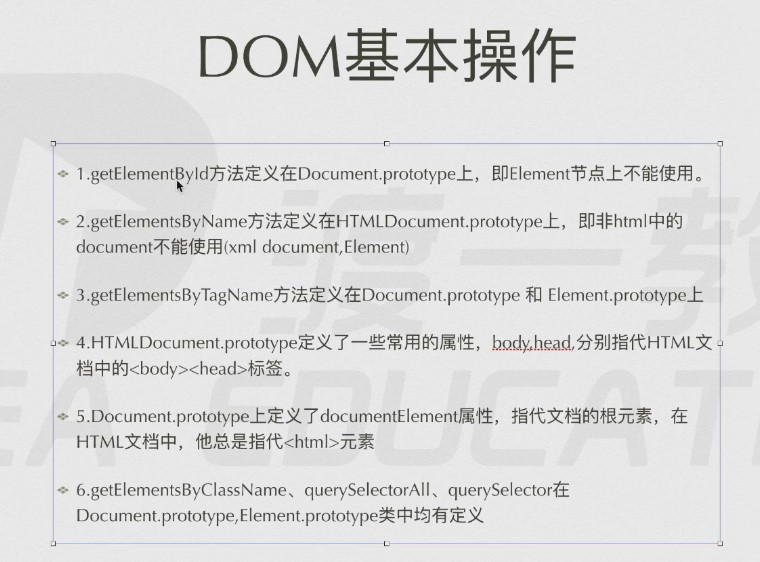 DOM基本操作
1.getElementById方法定义在Document.prototype上，即Element节点上不能使用。
2.getElementsByName方法定义在HTMLDocument.prototype上，即非html中的
document不能使用(xml document,Element)
3.getElementsByTagName方法定义在Document.prototype 和 Element.prototype上
4.HTMLDocument.prototype定义了一些常用的属性，body,head,分别指代HTML文
档中的<body><head>标签。
5.Document.prototype上定义了documentElement属性，指代文档的根元素，在
HTML文档中，他总是指代<html>元素
6.getElementsByClassName、querySelectorAll、querySelector在
Document.prototype,Element.prototype类中均有定义
渡一教
EDUCAT